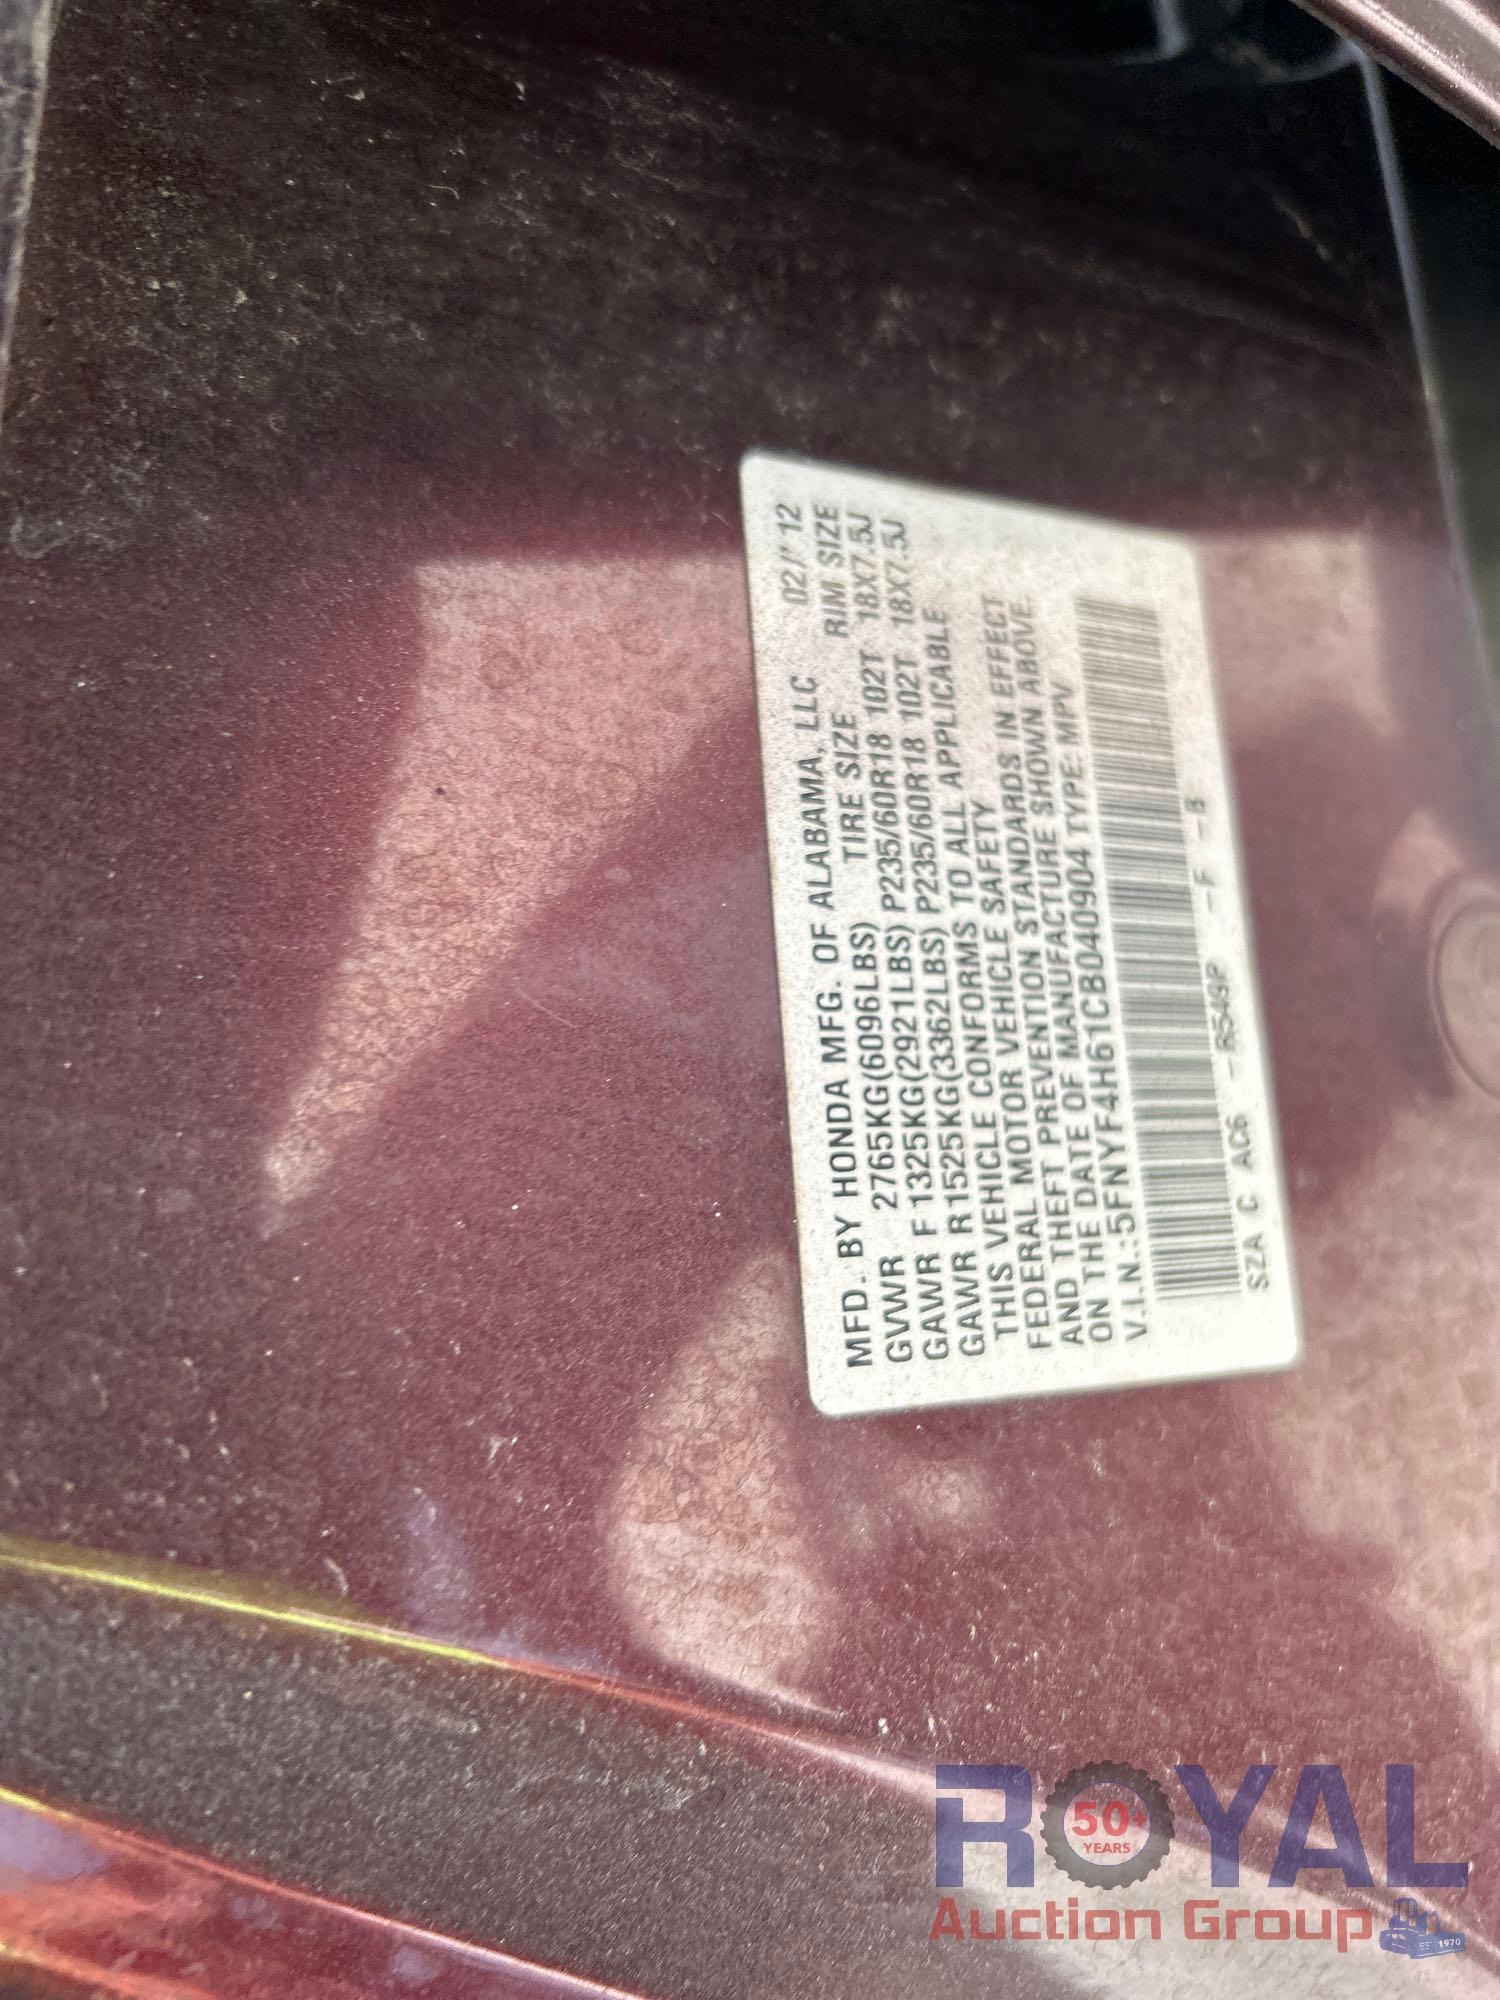 MFD. BY HONDA MFG. OF ALABAMA, LLC 02/'12
GVWR 2765KG(6096LBS) TIRE SIZE RIM SIZE
GAWR F 1325KG(2921LBS) P235/60R18 102T 18X7.5J
GAWR R1525KG(3362LBS) P235/60R18 102T 18X7.5J
THIS VEHICLE CONFORMS TO ALL APPLICABLE
FEDERAL MOTOR VEHICLE SAFETY
AND THEFT PREVENTION STANDARDS IN EFFECT
ON THE DATE OF MANUFACTURE SHOWN ABOVE.
V.I.N.:5FNYF4H61CB040904 TYPE: MPV
SZA C AC6 - R549P - F - B
ROYAL
50+
YEARS
Auction Group
EST 1970